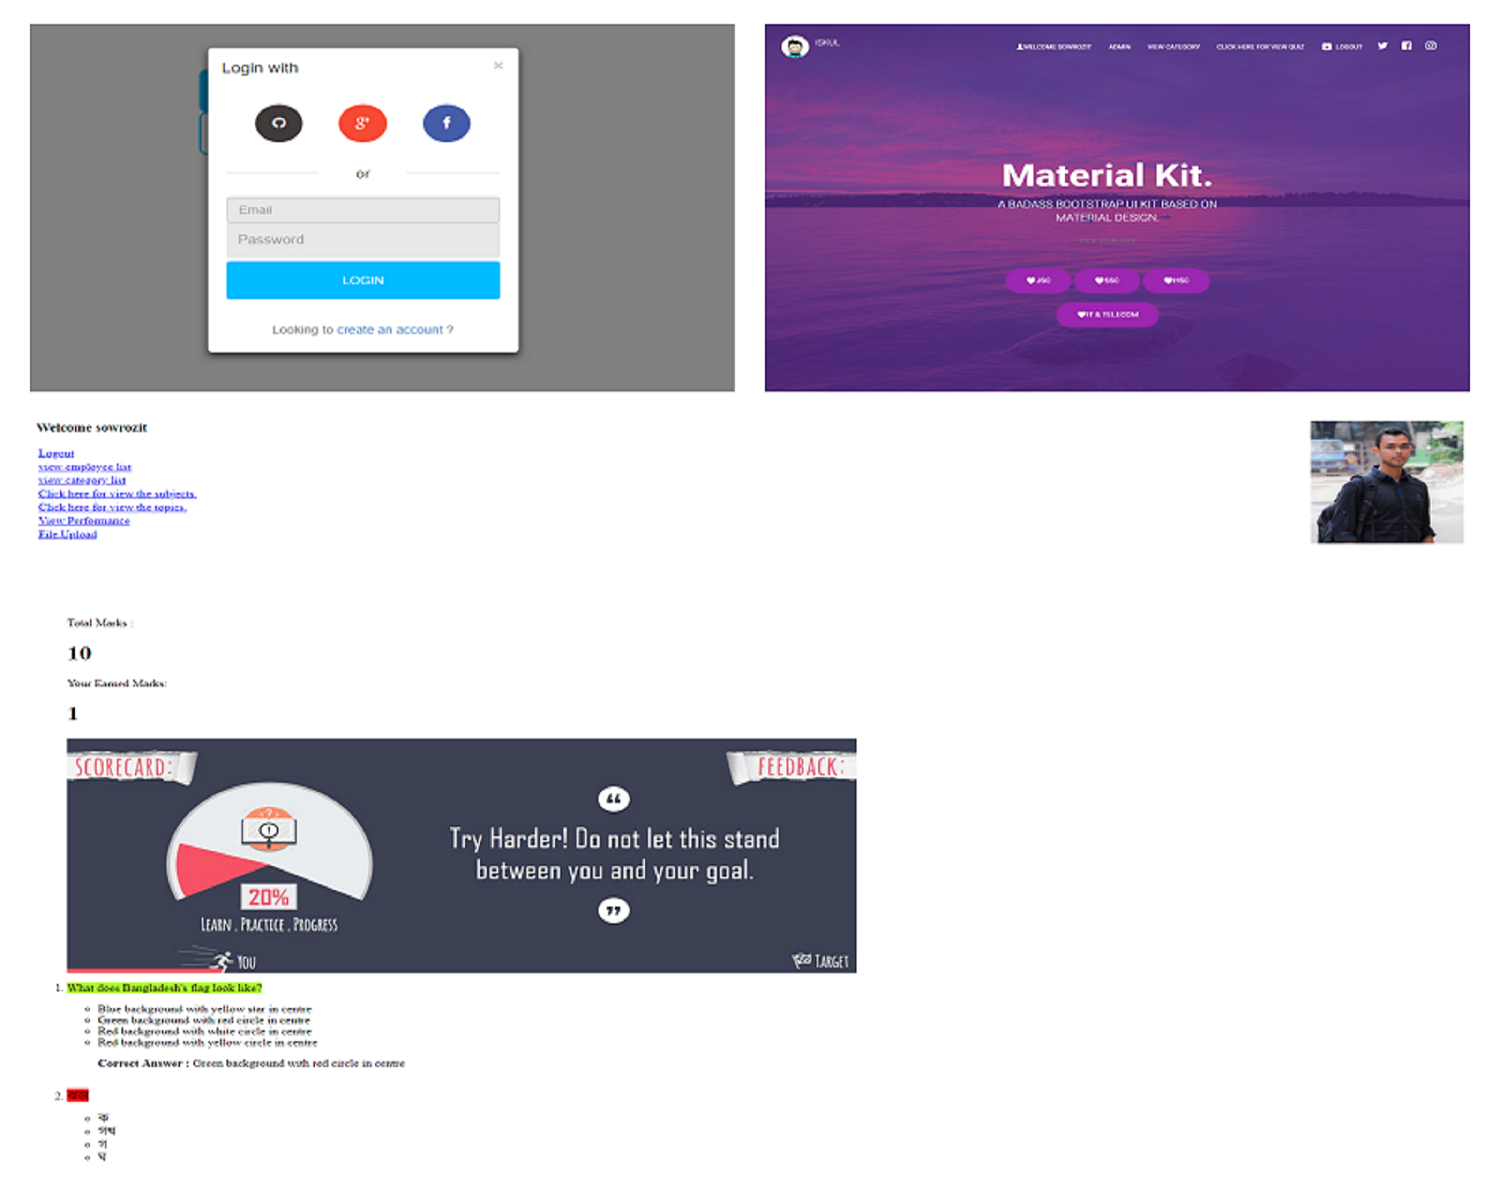 Login with
×
or
Email
Password
LOGIN
Looking to create an account ?
ISKUL
WELCOME SOWROZIT ADMIN VIEW CATEGORY CLICK HERE FOR VIEW QUIZ LOGOUT
Material Kit.
A BADASS BOOTSTRAP UI KIT BASED ON
MATERIAL DESIGN.
JSC SSC HSC
IT & TELECOM
Welcome sowrozit
Logout
view employee list
view category list
Click here for view the subjects.
Click here for view the topics.
View Performance
File Upload
Total Marks :
10
Your Earned Marks:
1
SCORECARD:
FEEDBACK:
20%
LEARN . PRACTICE . PROGRESS
“
Try Harder! Do not let this stand
between you and your goal.
”
YOU
TARGET
1. What does Bangladesh's flag look like?
Blue background with yellow star in centre
Green background with red circle in centre
Red background with white circle in centre
Red background with yellow circle in centre
Correct Answer : Green background with red circle in centre
2.
ক
গ
ঘ